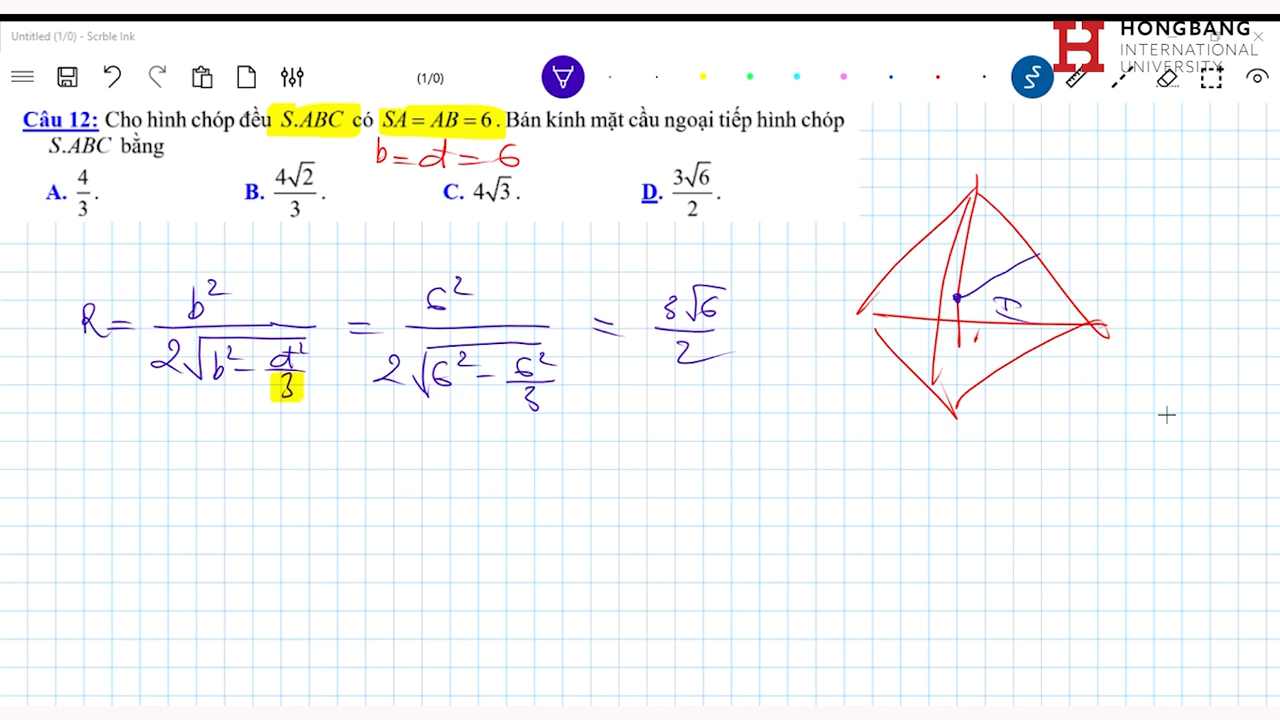 Untitled (1/0) - Scrble Ink
HONGBANG
INTERNATIONAL
UNIVERSITY
(1/0)
Câu 12: Cho hình chóp đều S.ABC có SA = AB = 6. Bán kính mặt cầu ngoại tiếp hình chóp
S.ABC bằng
b = a = 6
A. 4/3. B. 4√2/3. C. 4√3. D. 3√6/2.
R = b²/(2√(b² - a²/3)) = 6²/(2√(6² - 6²/3)) = 3√6/2
I